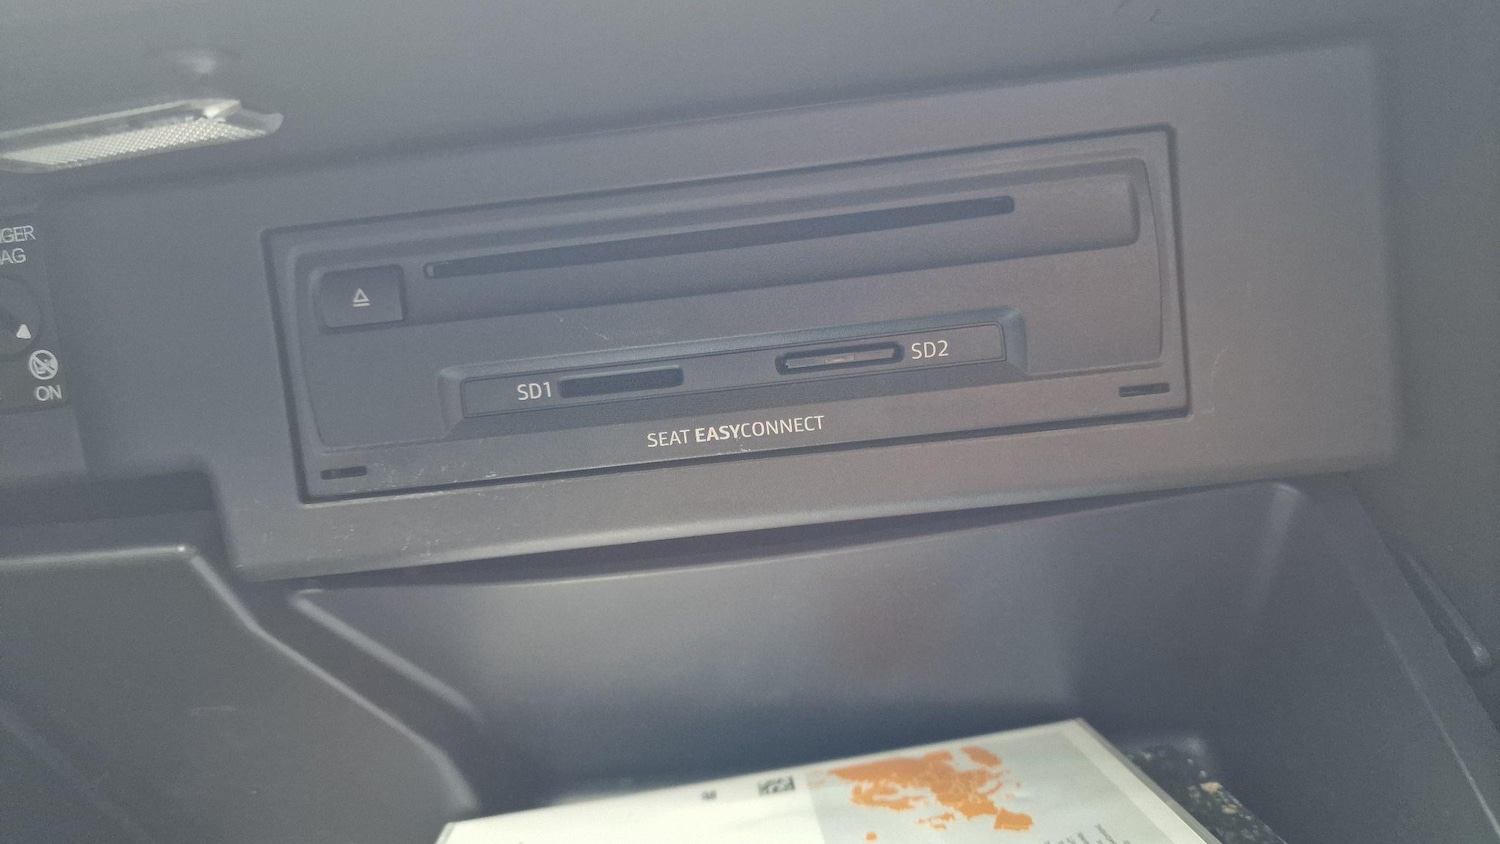 GER
AG
ON
SD1
SD2
SEAT EASYCONNECT